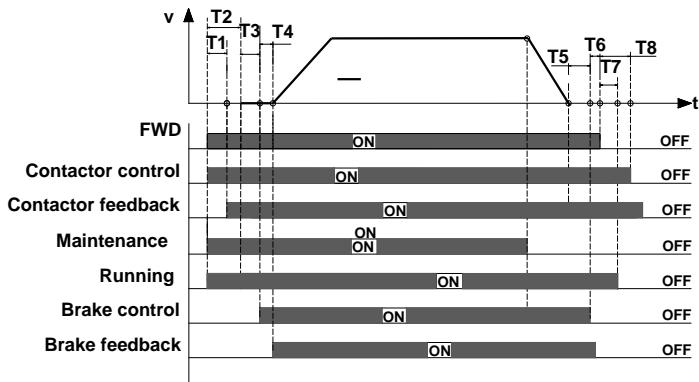 v
T2
T1
T3
T4
T5
T6
T7
T8
t
FWD
ON
OFF
Contactor control
ON
OFF
Contactor feedback
ON
OFF
ON
Maintenance
ON
OFF
Running
ON
OFF
Brake control
ON
OFF
Brake feedback
ON
OFF